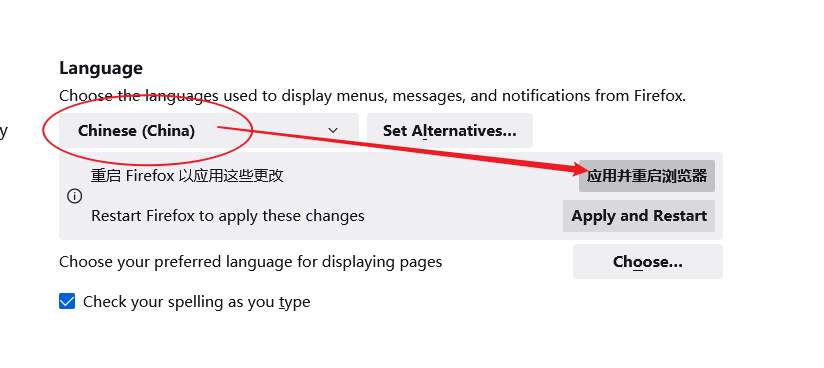 Language
Choose the languages used to display menus, messages, and notifications from Firefox.
y
Chinese (China)
Set Alternatives...
重启 Firefox 以应用这些更改
应用并重启浏览器
Restart Firefox to apply these changes
Apply and Restart
Choose your preferred language for displaying pages
Choose...
Check your spelling as you type